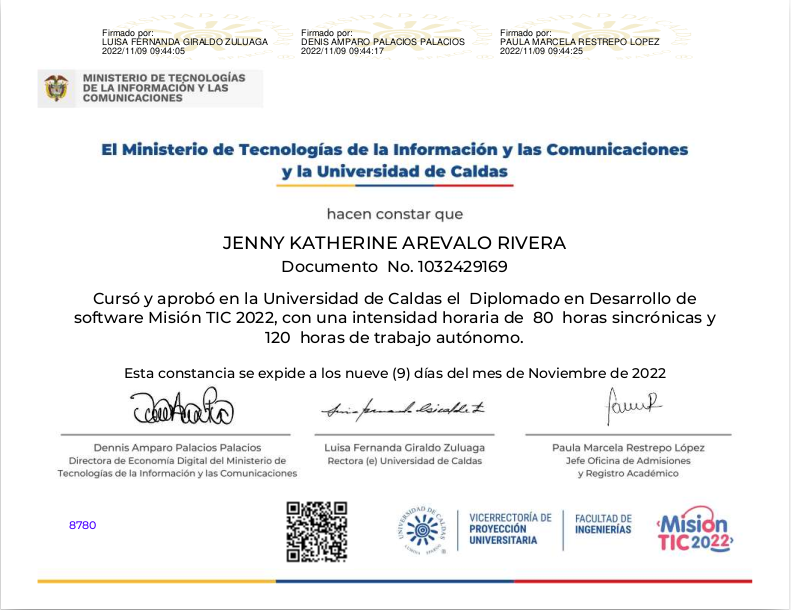 Firmado por:
LUISA FERNANDA GIRALDO ZULUAGA
2022/11/09 09:44:05
Firmado por:
DENIS AMPARO PALACIOS PALACIOS
2022/11/09 09:44:17
Firmado por:
PAULA MARCELA RESTREPO LOPEZ
2022/11/09 09:44:25
MINISTERIO DE TECNOLOGÍAS
DE LA INFORMACIÓN Y LAS
COMUNICACIONES
El Ministerio de Tecnologías de la Información y las Comunicaciones
y la Universidad de Caldas
hacen constar que
JENNY KATHERINE AREVALO RIVERA
Documento No. 1032429169
Cursó y aprobó en la Universidad de Caldas el Diplomado en Desarrollo de
software Misión TIC 2022, con una intensidad horaria de 80 horas sincrónicas y
120 horas de trabajo autónomo.
Esta constancia se expide a los nueve (9) días del mes de Noviembre de 2022
Dennis Amparo Palacios Palacios
Directora de Economía Digital del Ministerio de
Tecnologías de la Información y las Comunicaciones
Luisa Fernanda Giraldo Zuluaga
Rectora (e) Universidad de Caldas
Paula Marcela Restrepo López
Jefe Oficina de Admisiones
y Registro Académico
8780
UNIVERSIDAD DE CALDAS
VICERRECTORÍA DE
PROYECCIÓN
UNIVERSITARIA
FACULTAD DE
INGENIERÍAS
Misión
TIC 2022